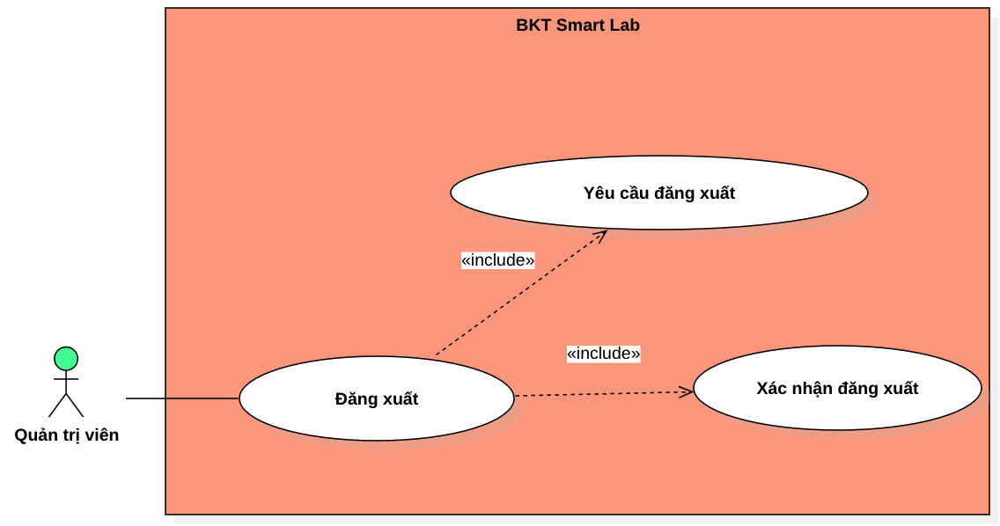 BKT Smart Lab
Yêu cầu đăng xuất
«include»
«include»
Đăng xuất
Xác nhận đăng xuất
Quản trị viên